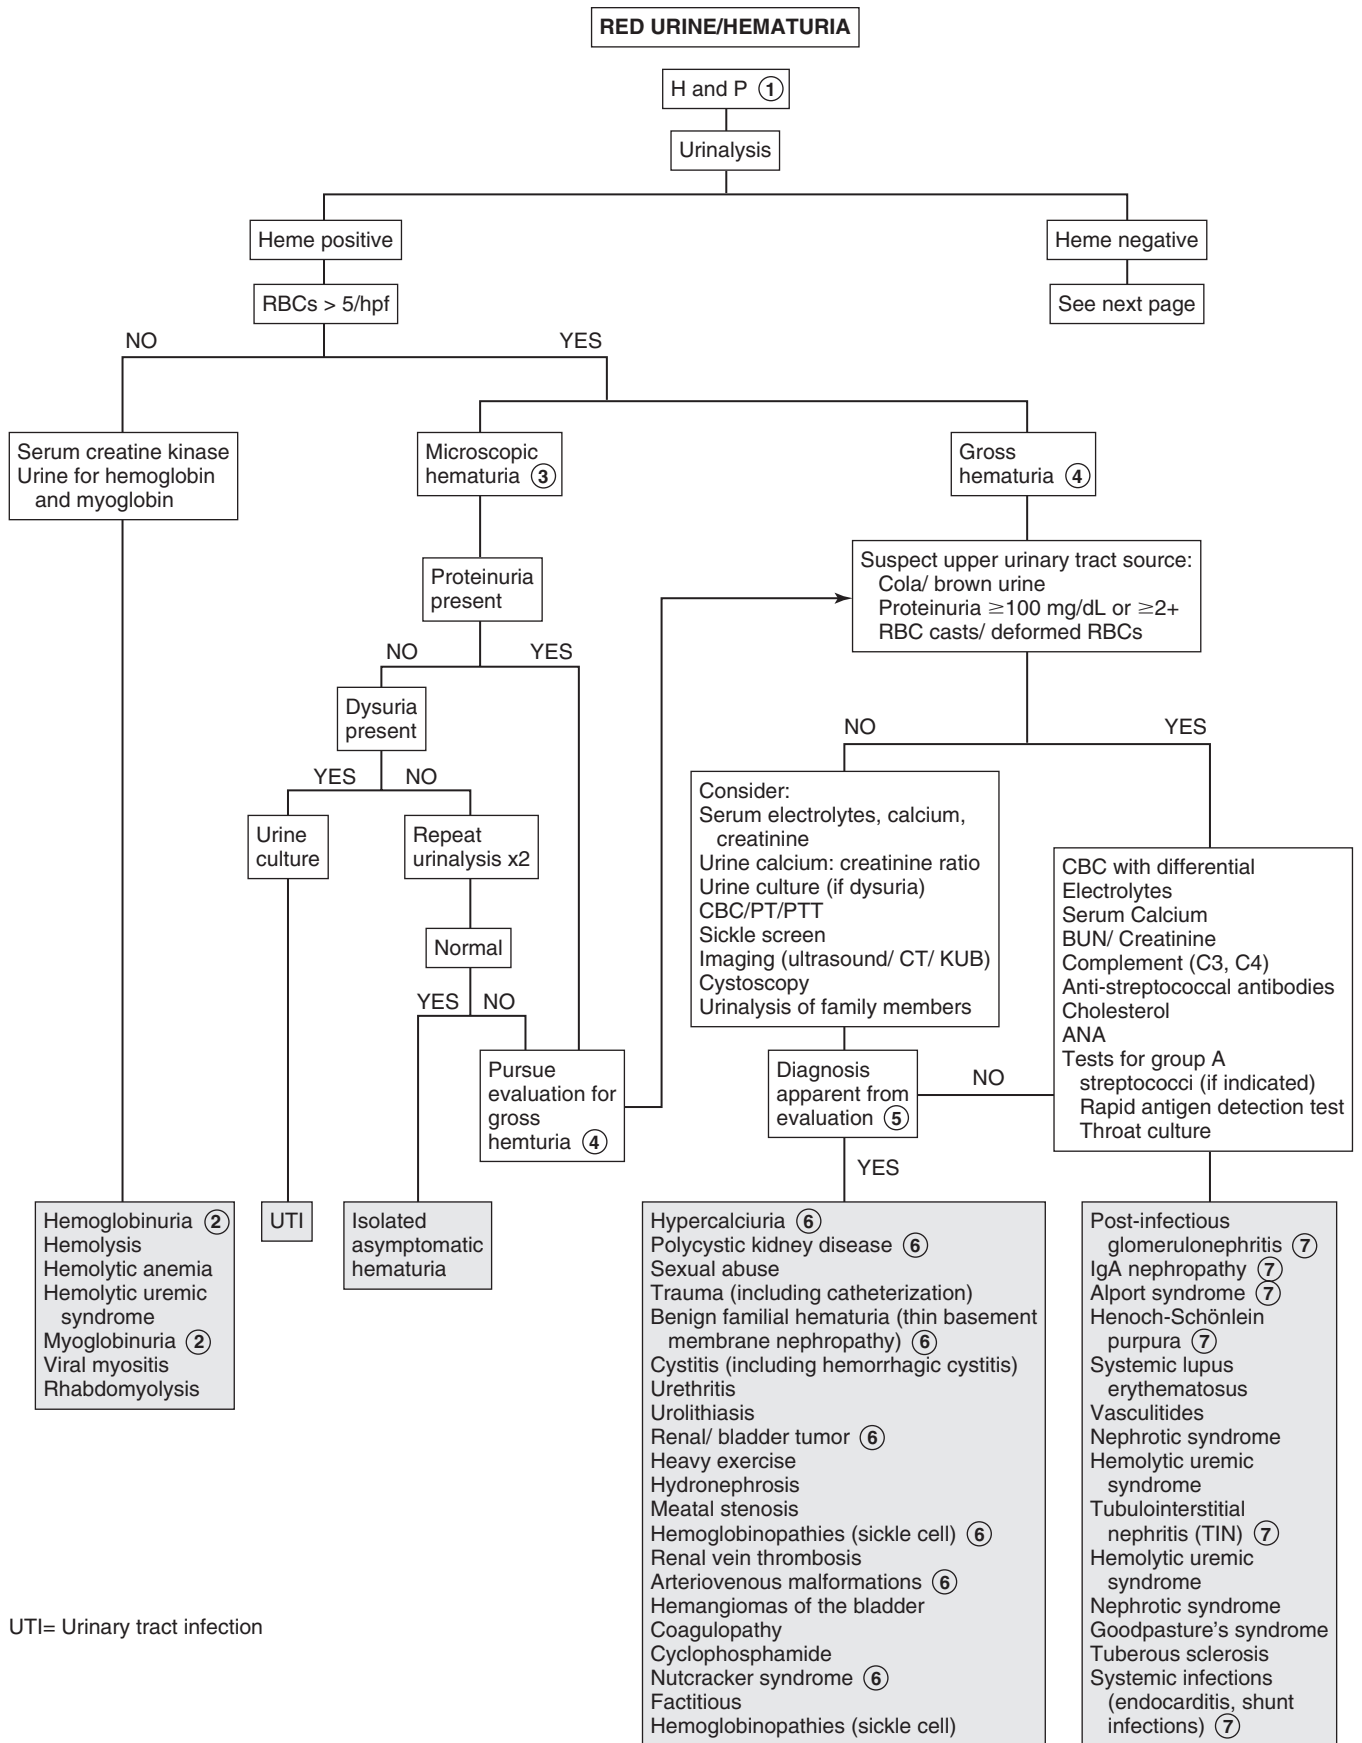 RED URINE/HEMATURIA
H and P 1
Urinalysis
Heme positive
Heme negative
RBCs > 5/hpf
See next page
NO
YES
Serum creatine kinase
Urine for hemoglobin
and myoglobin
Microscopic
hematuria 3
Gross
hematuria 4
Proteinuria
present
Suspect upper urinary tract source:
Cola/ brown urine
Proteinuria ≥100 mg/dL or ≥2+
RBC casts/ deformed RBCs
NO
YES
Dysuria
present
YES
NO
Urine
culture
Repeat
urinalysis x2
Normal
YES
NO
Pursue
evaluation for
gross
hemturia 4
NO
YES
Consider:
Serum electrolytes, calcium,
creatinine
Urine calcium: creatinine ratio
Urine culture (if dysuria)
CBC/PT/PTT
Sickle screen
Imaging (ultrasound/ CT/ KUB)
Cystoscopy
Urinalysis of family members
CBC with differential
Electrolytes
Serum Calcium
BUN/ Creatinine
Complement (C3, C4)
Anti-streptococcal antibodies
Cholesterol
ANA
Tests for group A
streptococci (if indicated)
Rapid antigen detection test
Throat culture
Diagnosis
apparent from
evaluation 5
NO
YES
Hemoglobinuria 2
Hemolysis
Hemolytic anemia
Hemolytic uremic
syndrome
Myoglobinuria 2
Viral myositis
Rhabdomyolysis
UTI
Isolated
asymptomatic
hematuria
Hypercalciuria 6
Polycystic kidney disease 6
Sexual abuse
Trauma (including catheterization)
Benign familial hematuria (thin basement
membrane nephropathy) 6
Cystitis (including hemorrhagic cystitis)
Urethritis
Urolithiasis
Renal/ bladder tumor 6
Heavy exercise
Hydronephrosis
Meatal stenosis
Hemoglobinopathies (sickle cell) 6
Renal vein thrombosis
Arteriovenous malformations 6
Hemangiomas of the bladder
Coagulopathy
Cyclophosphamide
Nutcracker syndrome 6
Factitious
Hemoglobinopathies (sickle cell)
Post-infectious
glomerulonephritis 7
IgA nephropathy 7
Alport syndrome 7
Henoch-Schönlein
purpura 7
Systemic lupus
erythematosus
Vasculitides
Nephrotic syndrome
Hemolytic uremic
syndrome
Tubulointerstitial
nephritis (TIN) 7
Hemolytic uremic
syndrome
Nephrotic syndrome
Goodpasture's syndrome
Tuberous sclerosis
Systemic infections
(endocarditis, shunt
infections) 7
UTI= Urinary tract infection